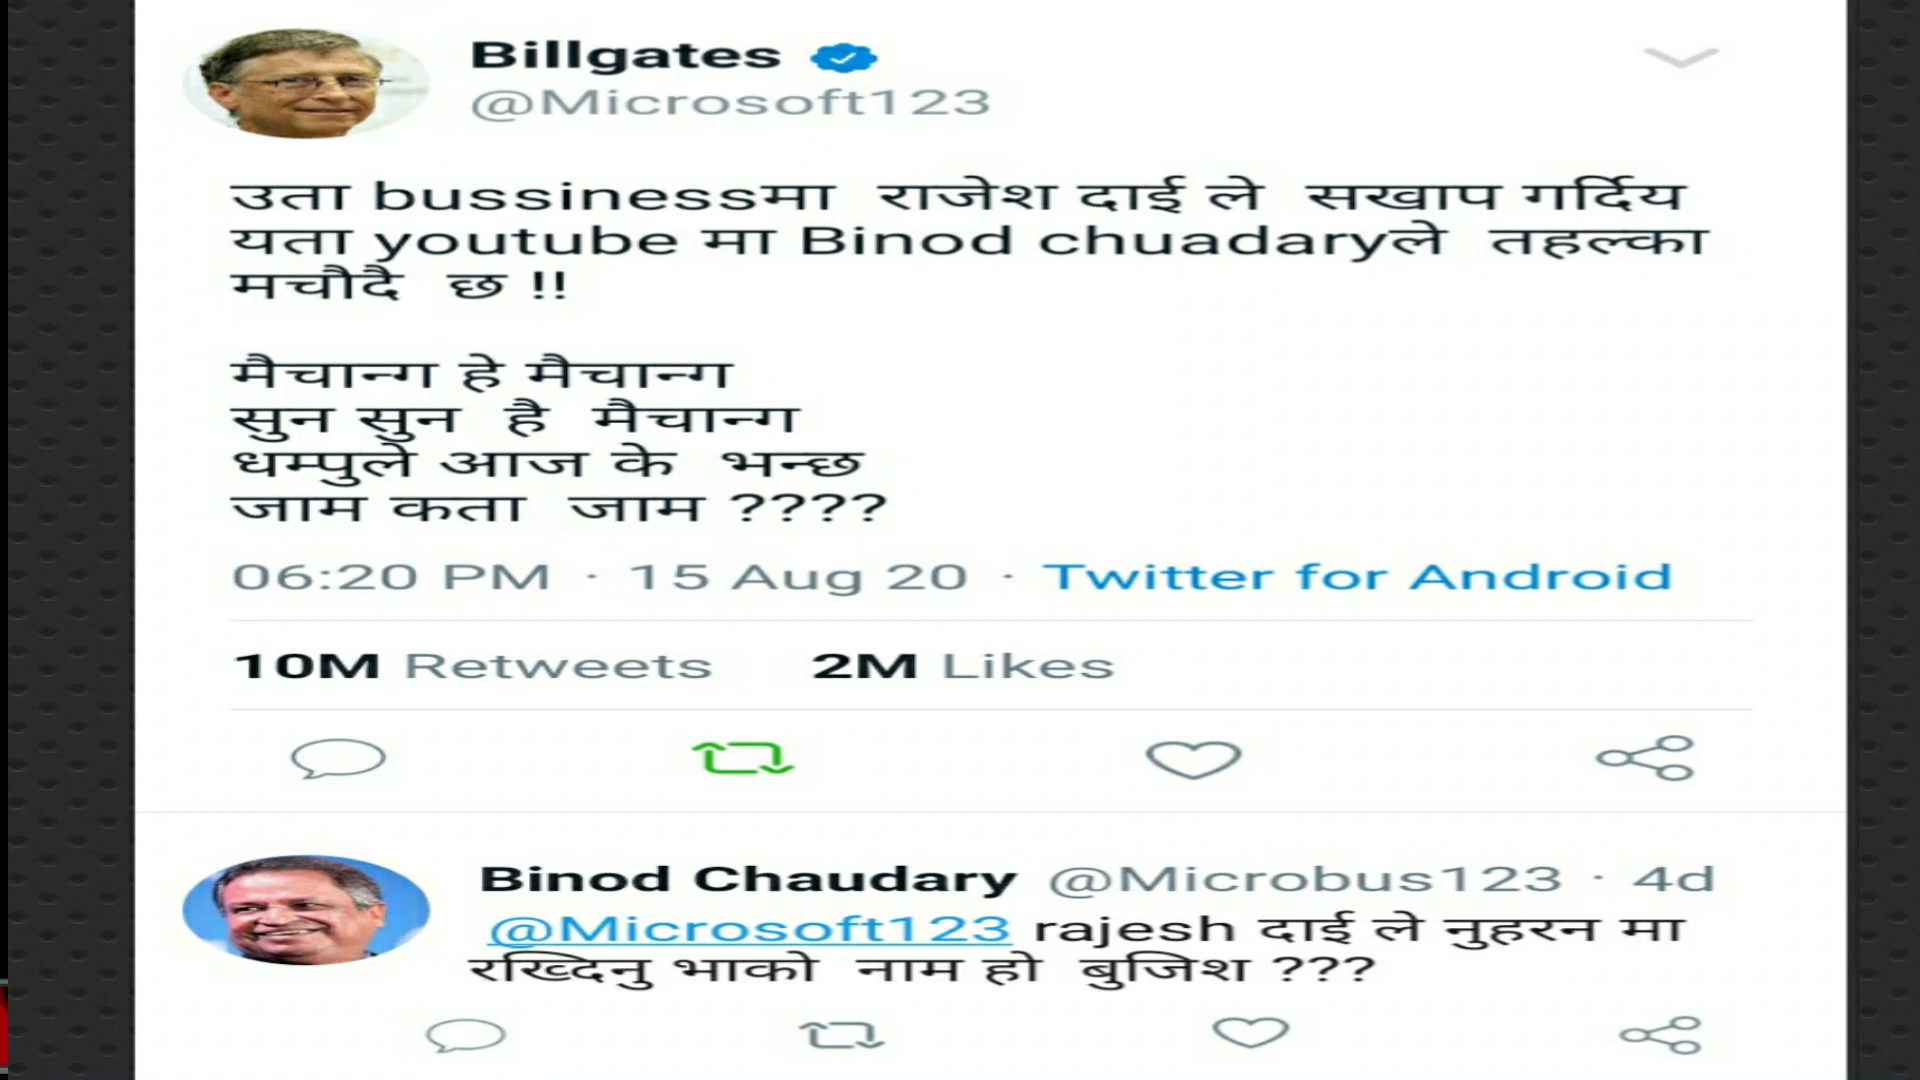 Billgates
@Microsoft123
उता bussinessमा राजेश दाई ले सखाप गर्दिय
यता youtube मा Binod chuadaryले तहल्का
मचौदै छ !!
मैचान्ग हे मैचान्ग
सुन सुन है मैचान्ग
धम्पुले आज के भन्छ
जाम कता जाम ????
06:20 PM · 15 Aug 20 · Twitter for Android
10M Retweets 2M Likes
Binod Chaudary @Microbus123 · 4d
@Microsoft123 rajesh दाई ले नुहरन मा
रख्दिनु भाको नाम हो बुजिश ???